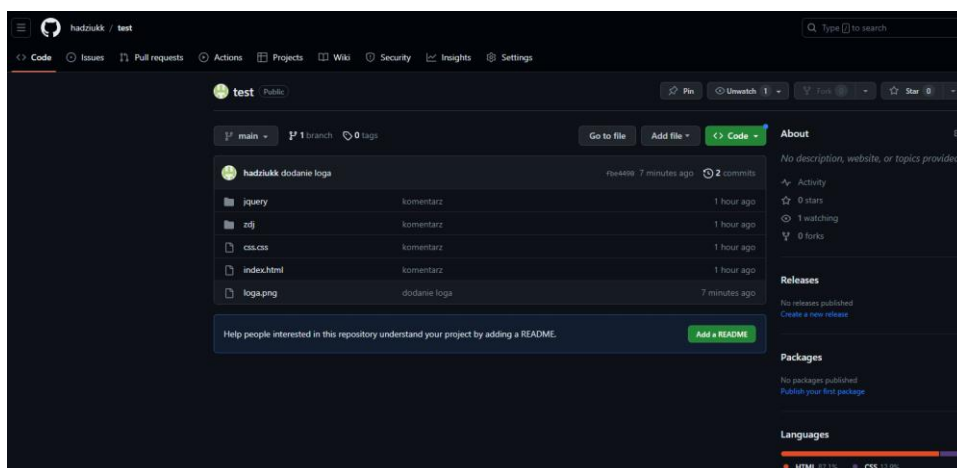 hadziukk / test
Type / to search
<> Code Issues Pull requests Actions Projects Wiki Security Insights Settings
test Public
Pin Unwatch 1 Fork 0 Star 0
main 1 branch 0 tags
Go to file Add file <> Code
hadziukk dodanie loga 7 minutes ago 2 commits
jquery komentarz 1 hour ago
zdj komentarz 1 hour ago
css.css komentarz 1 hour ago
index.html komentarz 1 hour ago
loga.png dodanie loga 7 minutes ago
Help people interested in this repository understand your project by adding a README. Add a README
About
No description, website, or topics provided
Activity
0 stars
1 watching
0 forks
Releases
No releases published
Create a new release
Packages
No packages published
Publish your first package
Languages
HTML 87.1% CSS 12.9%